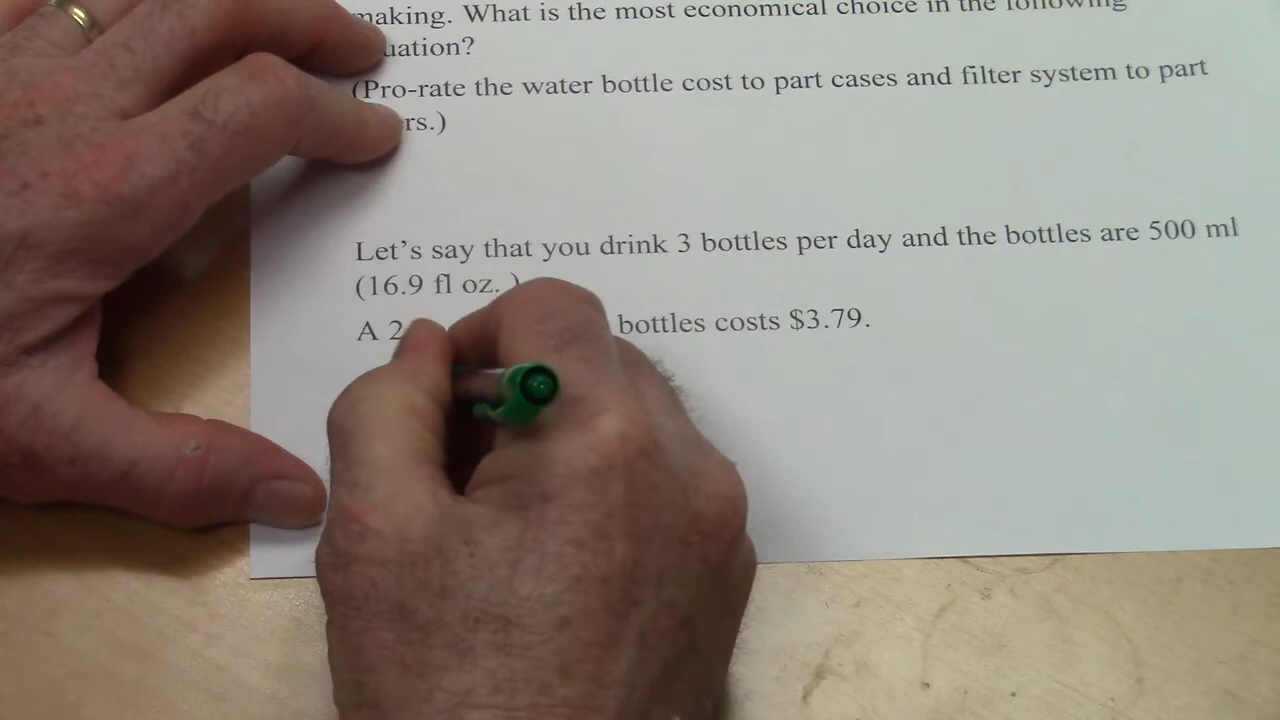 making. What is the most economical choice in the following
uation?
(Pro-rate the water bottle cost to part cases and filter system to part
rs.)
Let's say that you drink 3 bottles per day and the bottles are 500 ml
(16.9 fl oz. )
A 2 bottles costs $3.79.